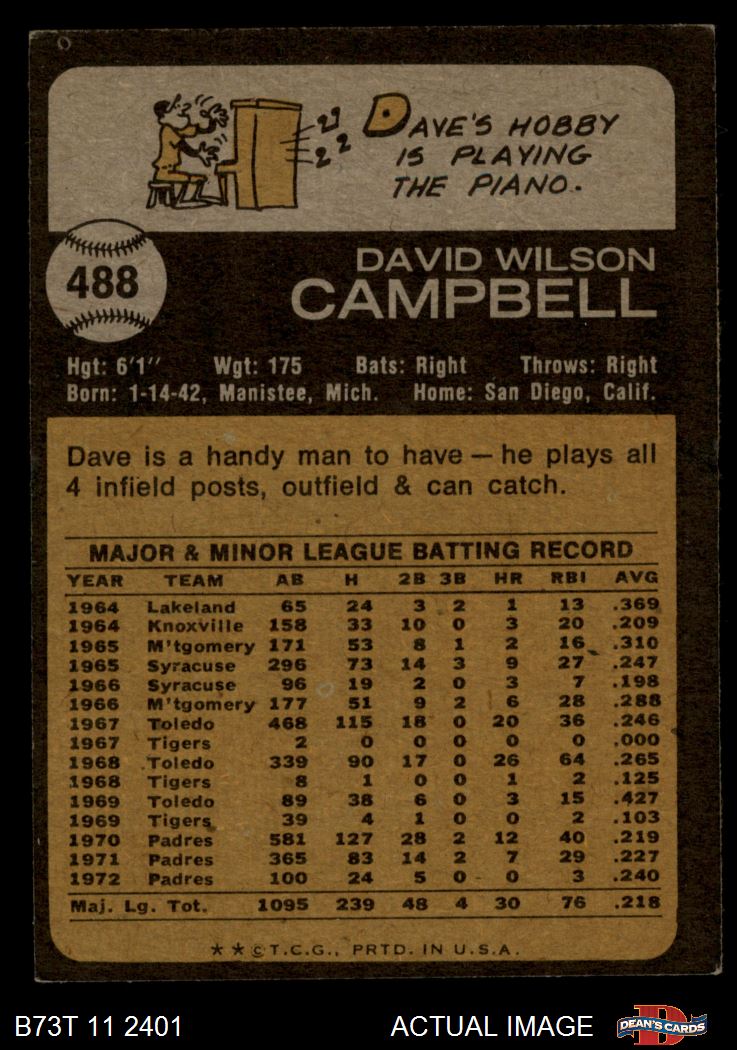 DAVE'S HOBBY
IS PLAYING
THE PIANO.
488
DAVID WILSON
CAMPBELL
Hgt: 6'1" Wgt: 175 Bats: Right Throws: Right
Born: 1-14-42, Manistee, Mich. Home: San Diego, Calif.
Dave is a handy man to have — he plays all
4 infield posts, outfield & can catch.
MAJOR & MINOR LEAGUE BATTING RECORD
YEAR TEAM AB H 2B 3B HR RBI AVG
1964 Lakeland 65 24 3 2 1 13 .369
1964 Knoxville 158 33 10 0 3 20 .209
1965 M'tgomery 171 53 8 1 2 16 .310
1965 Syracuse 296 73 14 3 9 27 .247
1966 Syracuse 96 19 2 0 3 7 .198
1966 M'tgomery 177 51 9 2 6 28 .288
1967 Toledo 468 115 18 0 20 36 .246
1967 Tigers 2 0 0 0 0 0 .000
1968 Toledo 339 90 17 0 26 64 .265
1968 Tigers 8 1 0 0 1 2 .125
1969 Toledo 89 38 6 0 3 15 .427
1969 Tigers 39 4 1 0 0 2 .103
1970 Padres 581 127 28 2 12 40 .219
1971 Padres 365 83 14 2 7 29 .227
1972 Padres 100 24 5 0 0 3 .240
Maj. Lg. Tot. 1095 239 48 4 30 76 .218
★ ★ © T.C.G., PRTD. IN U.S.A.
B73T 11 2401 ACTUAL IMAGE D DEAN'S CARDS